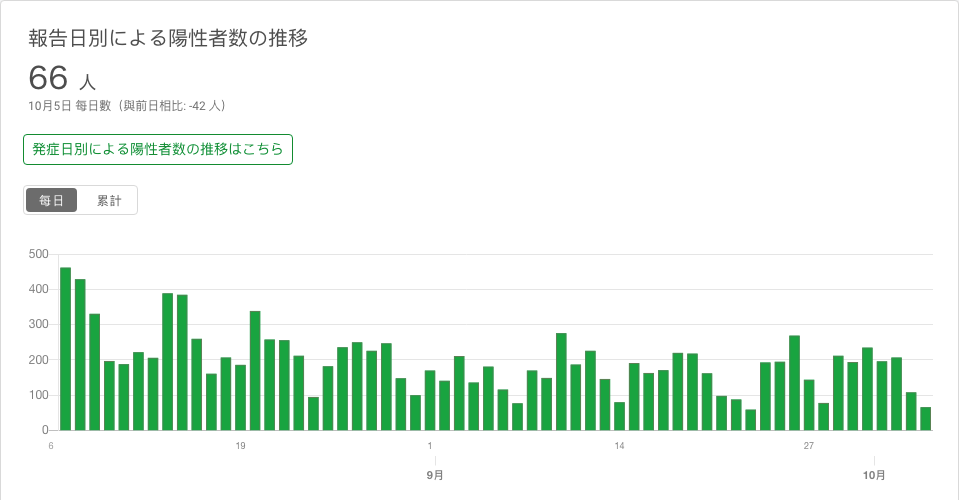 報告日別による陽性者数の推移
66 人
10月5日 毎日數（與前日相比: -42 人）
発症日別による陽性者数の推移はこちら
毎日 累計
500
400
300
200
100
0
6 19 1 14 27
9月 10月